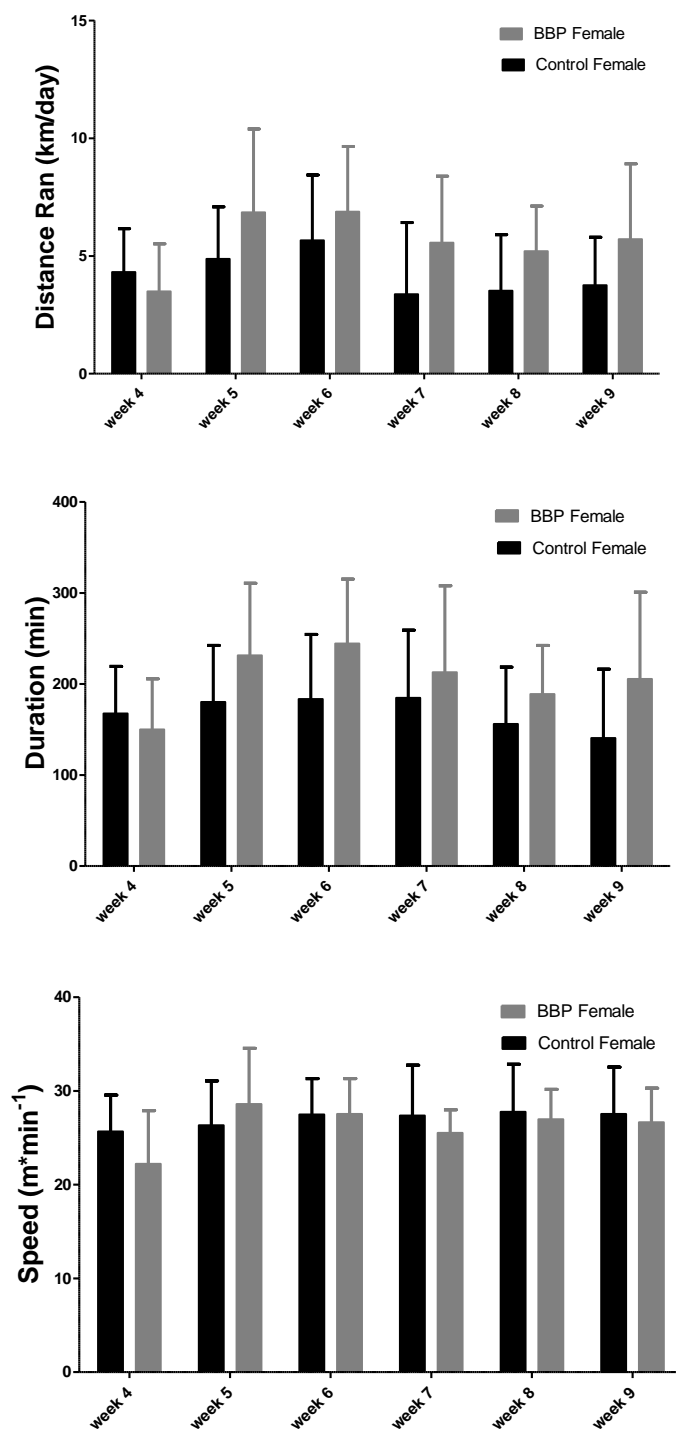 15
10
5
0
Distance Ran (km/day)
BBP Female
Control Female
week 4
week 5
week 6
week 7
week 8
week 9
400
300
200
100
0
Duration (min)
BBP Female
Control Female
week 4
week 5
week 6
week 7
week 8
week 9
40
30
20
10
0
Speed (m*min⁻¹)
BBP Female
Control Female
week 4
week 5
week 6
week 7
week 8
week 9